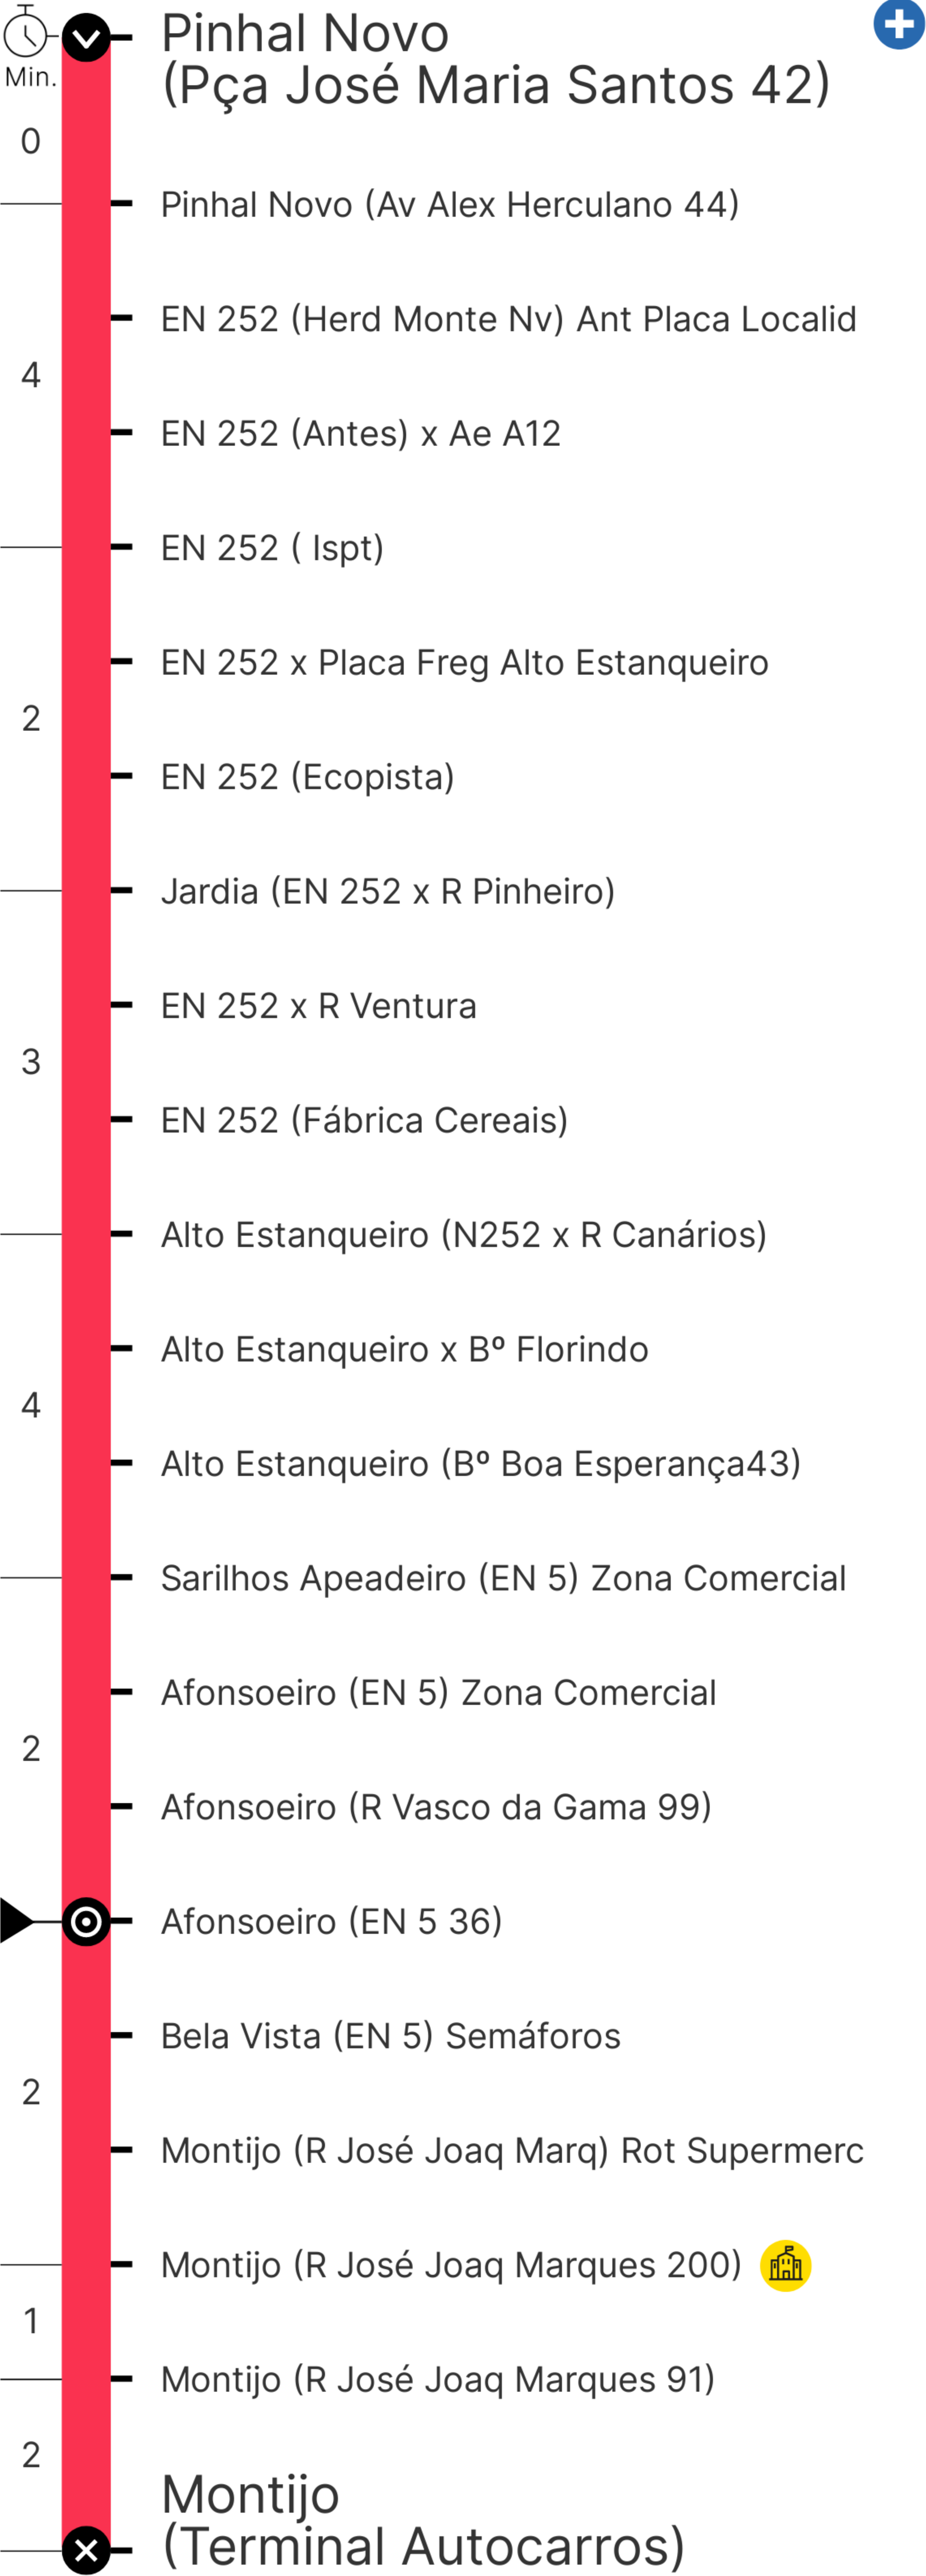 Pinhal Novo
(Pça José Maria Santos 42)
Min.
0
Pinhal Novo (Av Alex Herculano 44)
EN 252 (Herd Monte Nv) Ant Placa Localid
4
EN 252 (Antes) x Ae A12
EN 252 ( Ispt)
EN 252 x Placa Freg Alto Estanqueiro
2
EN 252 (Ecopista)
Jardia (EN 252 x R Pinheiro)
EN 252 x R Ventura
3
EN 252 (Fábrica Cereais)
Alto Estanqueiro (N252 x R Canários)
Alto Estanqueiro x Bº Florindo
4
Alto Estanqueiro (Bº Boa Esperança43)
Sarilhos Apeadeiro (EN 5) Zona Comercial
Afonsoeiro (EN 5) Zona Comercial
2
Afonsoeiro (R Vasco da Gama 99)
Afonsoeiro (EN 5 36)
Bela Vista (EN 5) Semáforos
2
Montijo (R José Joaq Marq) Rot Supermerc
Montijo (R José Joaq Marques 200)
1
Montijo (R José Joaq Marques 91)
2
Montijo
(Terminal Autocarros)